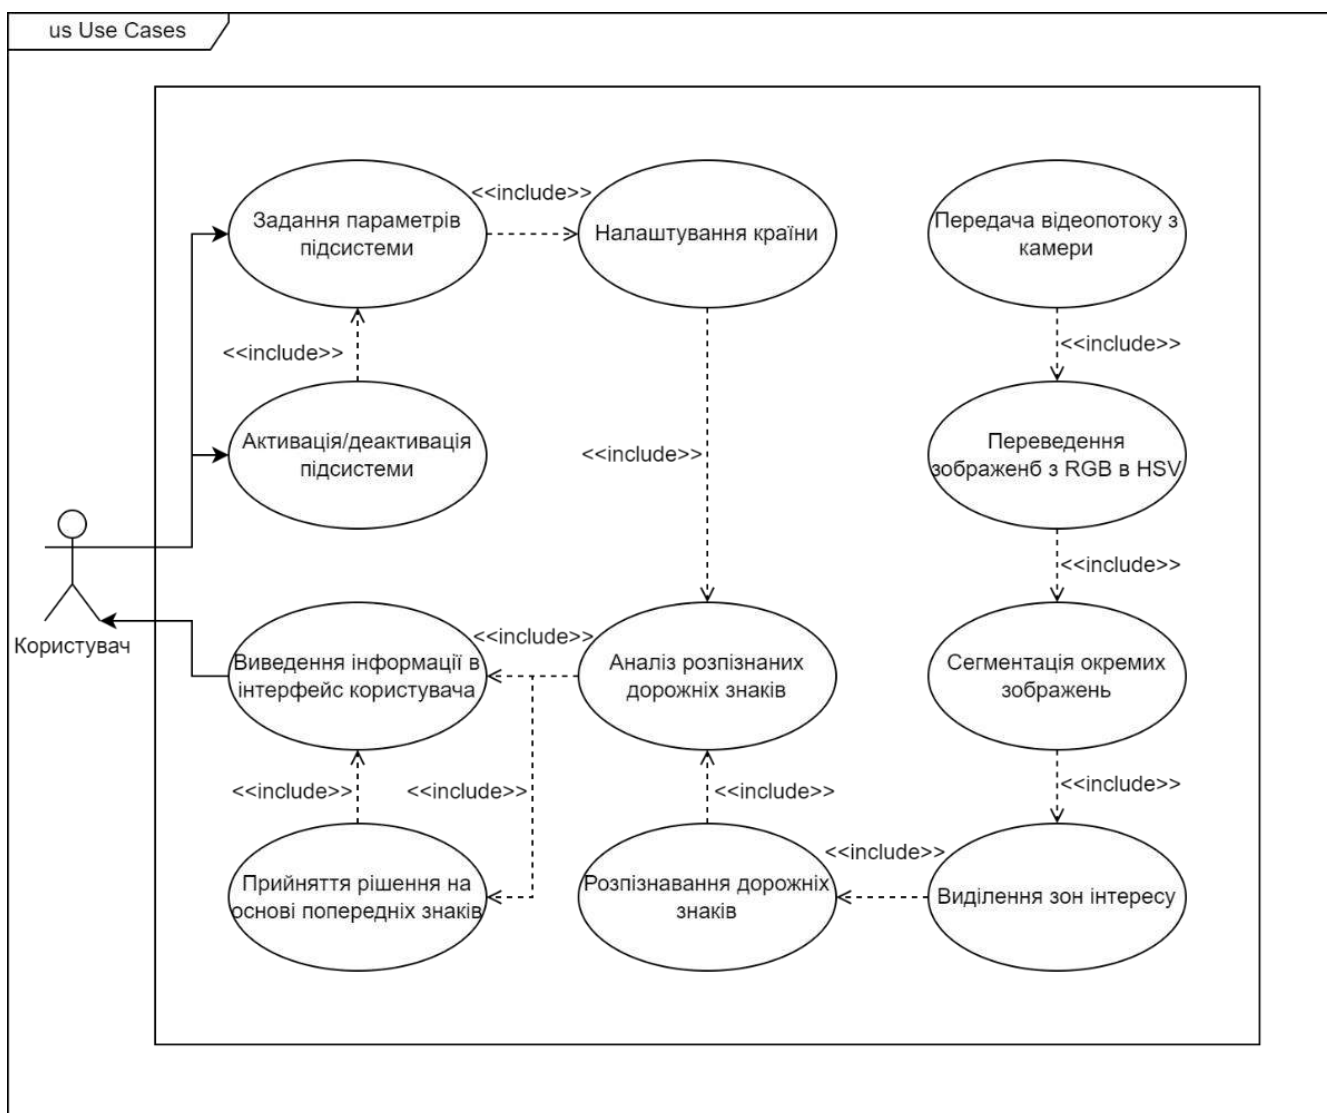 us Use Cases
<<include>>
Задання параметрів
підсистеми
Налаштування країни
Передача відеопотоку з
камери
<<include>>
<<include>>
Активація/деактивація
підсистеми
<<include>>
Переведення
зображенб з RGB в HSV
<<include>>
Користувач
<<include>>
Виведення інформації в
інтерфейс користувача
Аналіз розпізнаних
дорожніх знаків
Сегментація окремих
зображень
<<include>>
<<include>>
<<include>>
<<include>>
<<include>>
Прийняття рішення на
основі попередніх знаків
Розпізнавання дорожніх
знаків
Виділення зон інтересу